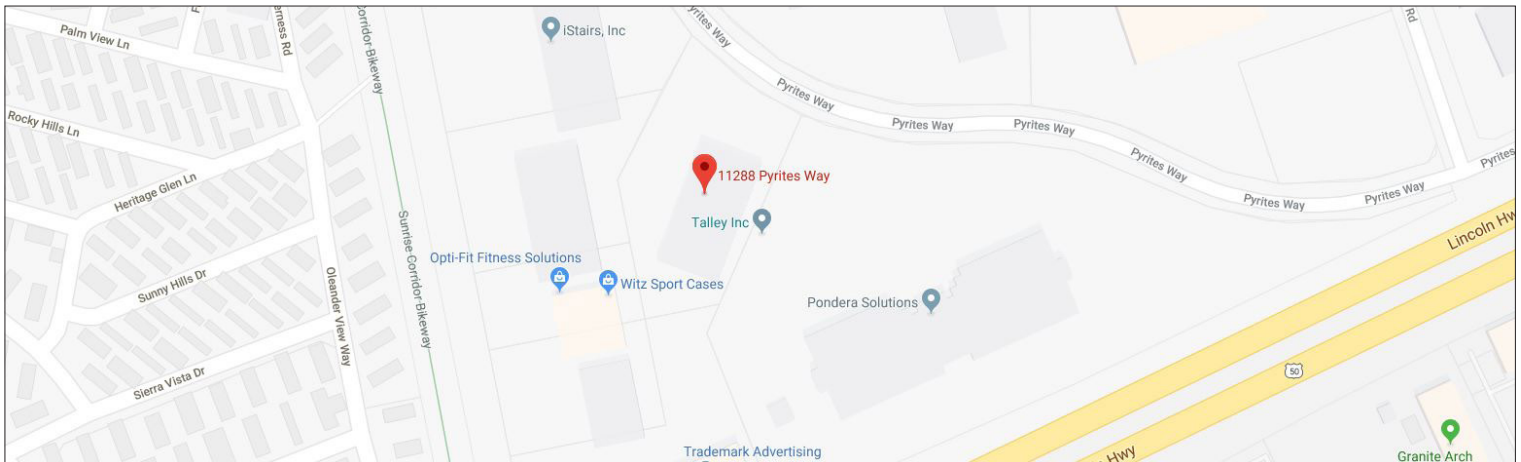 Palm View Ln
F
erness Rd
Corridor Bikeway
iStairs, Inc
Pyrites Way
Rd
Pyrites Way
Pyrites Way
Pyrites Way
Pyrites Way
Pyrites Way
Pyrites Way
Pyrites
Rocky Hills Ln
Heritage Glen Ln
11288 Pyrites Way
Talley Inc
Sunrise Corridor Bikeway
Lincoln Hw
Opti-Fit Fitness Solutions
Witz Sport Cases
Sunny Hills Dr
Oleander View Way
Pondera Solutions
Sierra Vista Dr
50
Trademark Advertising
Hwy
Granite Arch